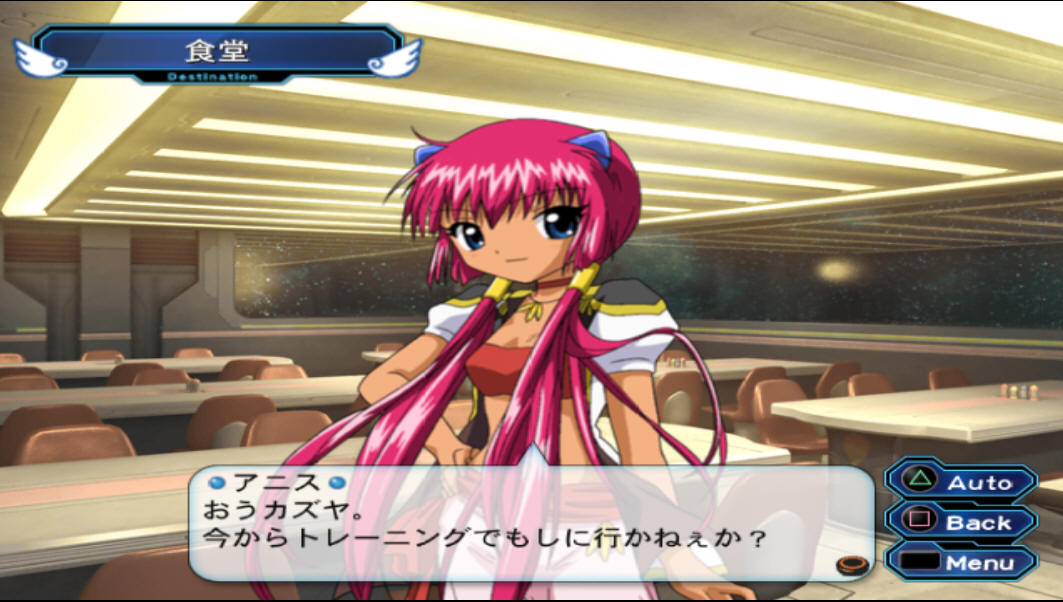 食堂
Destination
アニス
おうカズヤ。
今からトレーニングでもしに行かねぇか？
Auto
Back
Menu